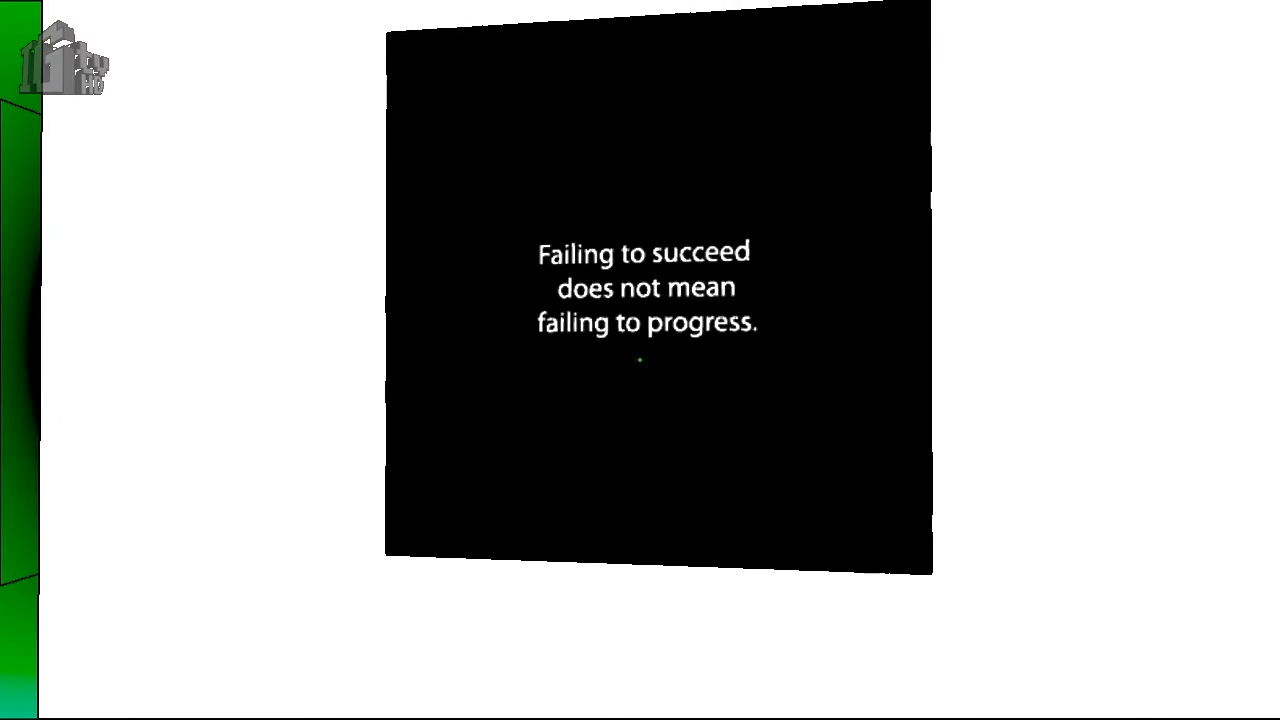 Failing to succeed
does not mean
failing to progress.